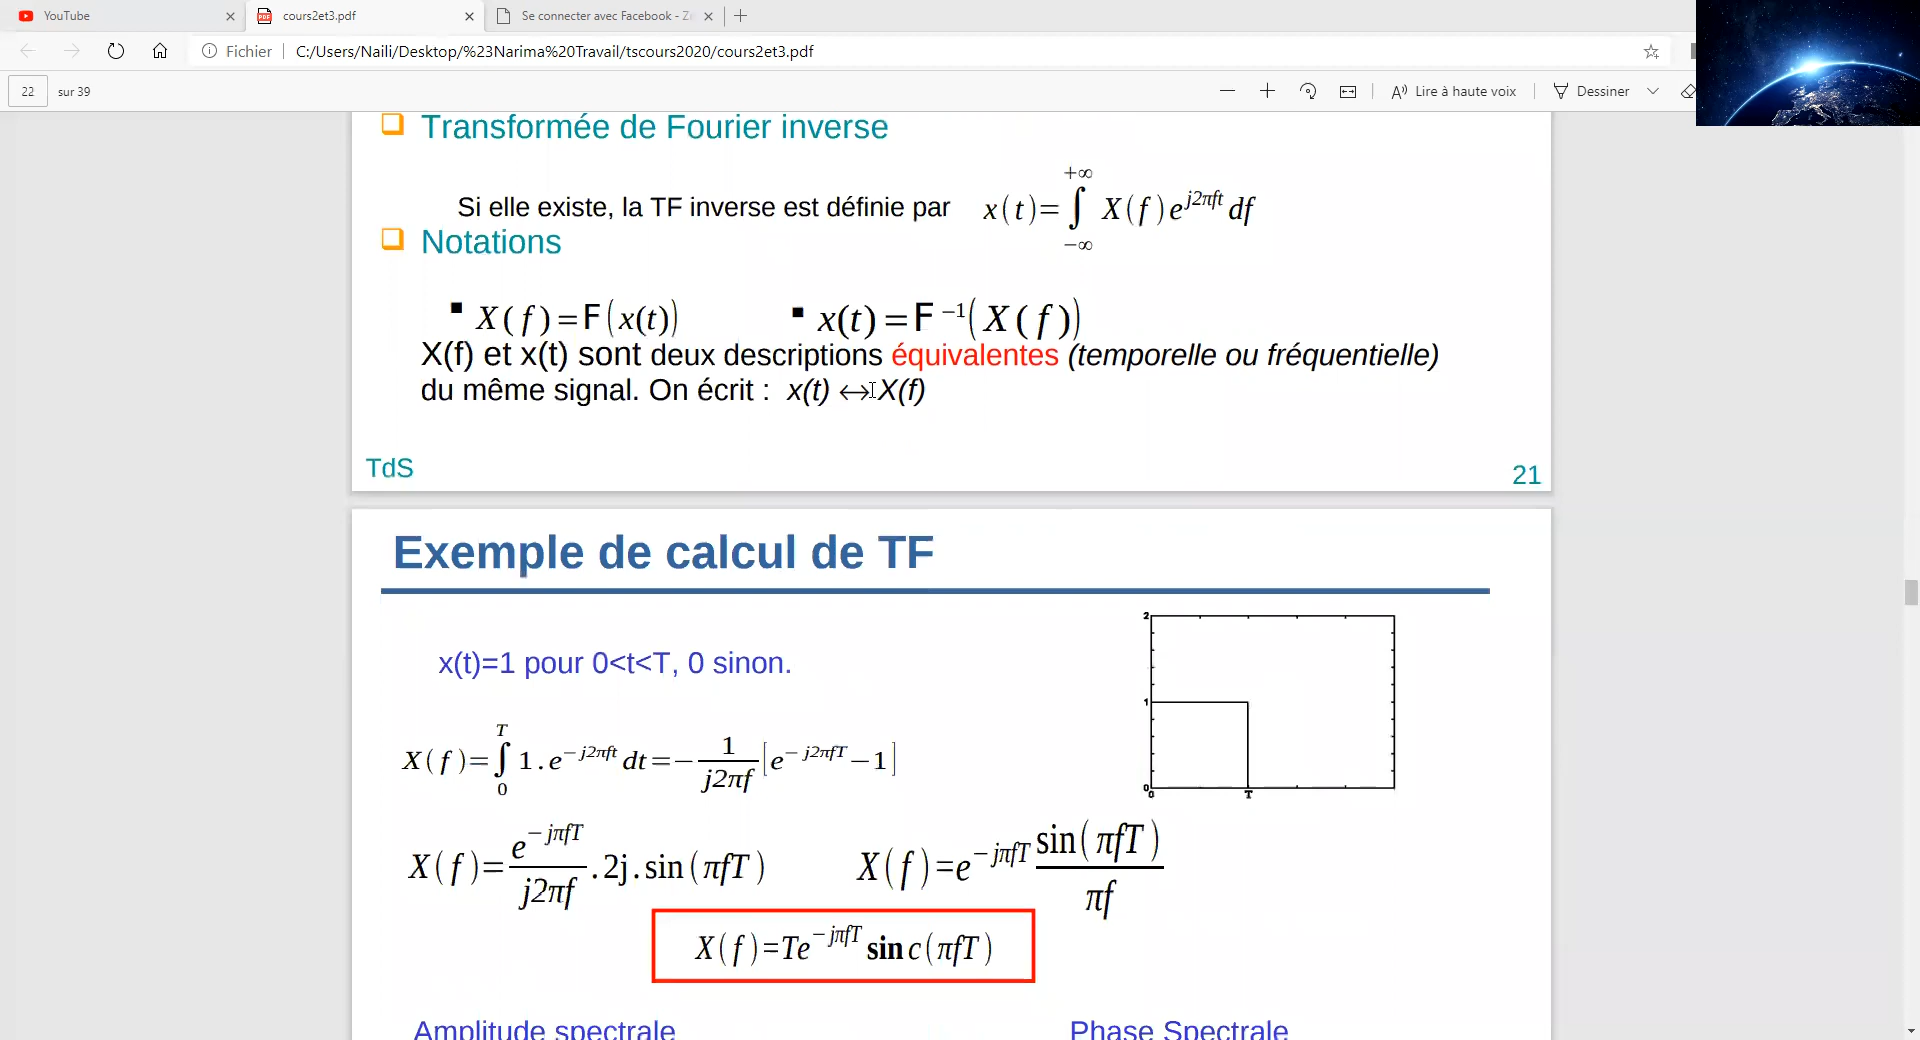 YouTube
cours2et3.pdf
Se connecter avec Facebook - Z
Fichier
C:/Users/Naili/Desktop/%23Narima%20Travail/tscours2020/cours2et3.pdf
22 sur 39
Lire à haute voix
Dessiner
Transformée de Fourier inverse
Si elle existe, la TF inverse est définie par x(t)=∫_{−∞}^{+∞} X(f)e^{j2πft} df
Notations
X(f)=F(x(t)) x(t)=F^{−1}(X(f))
X(f) et x(t) sont deux descriptions équivalentes (temporelle ou fréquentielle)
du même signal. On écrit : x(t) ↔ X(f)
TdS 21
Exemple de calcul de TF
x(t)=1 pour 0<t<T, 0 sinon.
2
1
0
0 T
X(f)=∫_0^T 1.e^{−j2πft} dt=−1/(j2πf) [e^{−j2πfT}−1]
X(f)=e^{−jπfT}/(j2πf) .2j.sin(πfT) X(f)=e^{−jπfT} sin(πfT)/(πf)
X(f)=Te^{−jπfT} sin c(πfT)
Amplitude spectrale Phase Spectrale